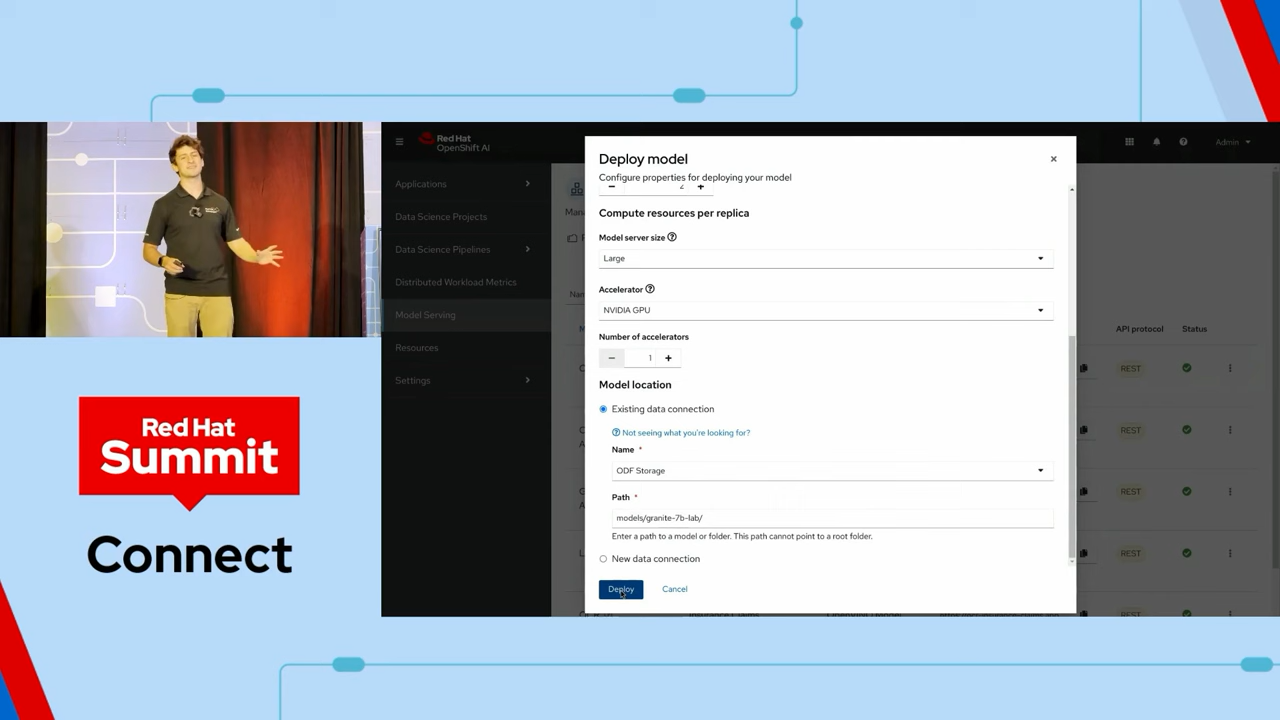 Red Hat
OpenShift AI
Admin
Applications
Data Science Projects
Data Science Pipelines
Distributed Workload Metrics
Model Serving
Resources
Settings
Deploy model
Configure properties for deploying your model
2
Compute resources per replica
Model server size
Large
Accelerator
NVIDIA GPU
Number of accelerators
1
Model location
Existing data connection
Not seeing what you're looking for?
Name *
ODF Storage
Path *
models/granite-7b-lab/
Enter a path to a model or folder. This path cannot point to a root folder.
New data connection
Deploy
Cancel
API protocol
Status
REST
REST
REST
REST
REST
Red Hat
Summit
Connect